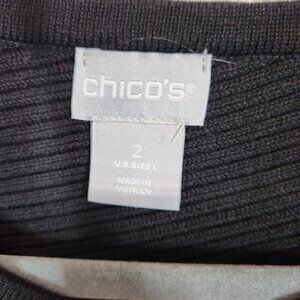 chico's®
2
U.S. SIZE L
MADE IN
VIETNAM